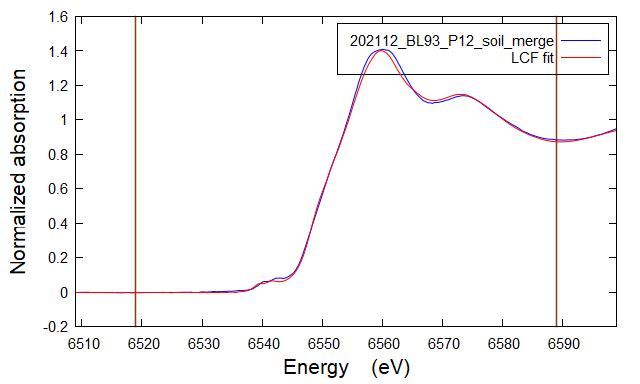 1.6
1.4
1.2
1
0.8
0.6
0.4
0.2
0
-0.2
Normalized absorption
202112_BL93_P12_soil_merge
LCF fit
6510 6520 6530 6540 6550 6560 6570 6580 6590
Energy (eV)